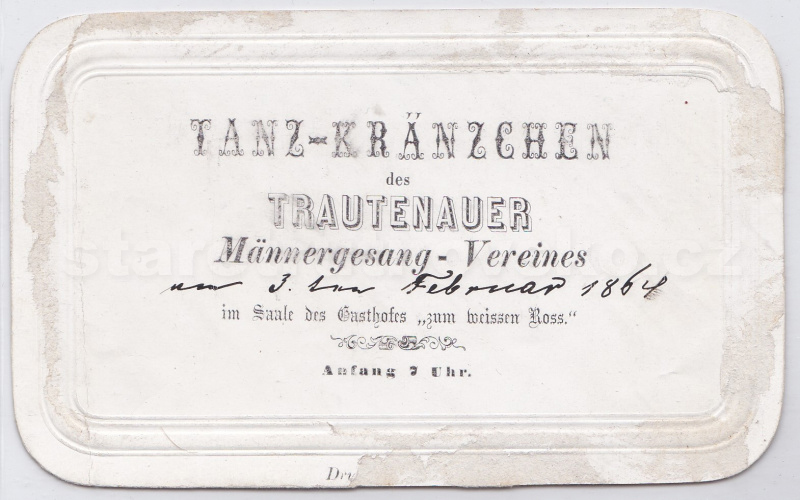 TANZ-KRÄNZCHEN
des
TRAUTENAUER
Männergesang-Vereines
am 3. ten Februar 1864
im Saale des Gasthofes „zum weissen Ross."
Anfang 7 Uhr.